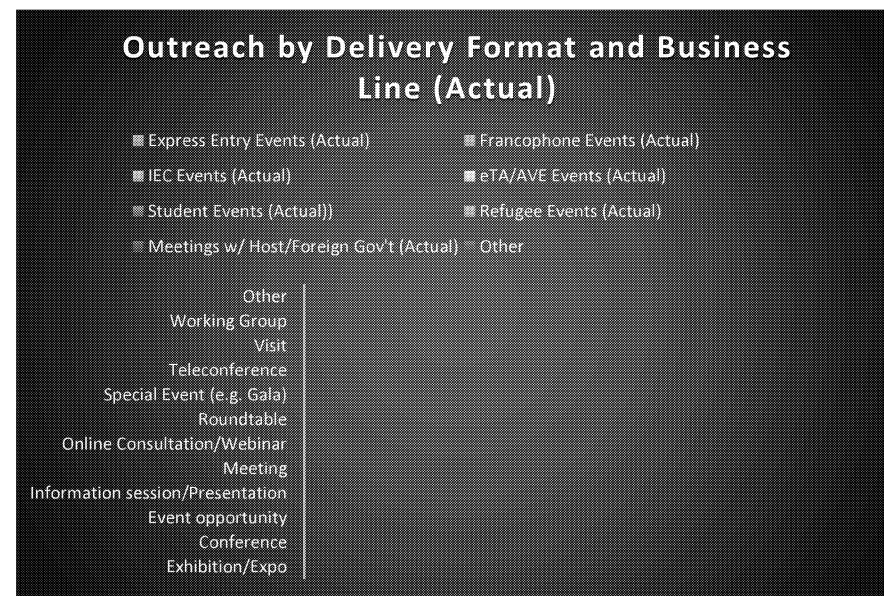 Outreach by Delivery Format and Business
Line (Actual)
Express Entry Events (Actual) Francophone Events (Actual)
IEC Events (Actual) eTA/AVE Events (Actual)
Student Events (Actual)) Refugee Events (Actual)
Meetings w/ Host/Foreign Gov't (Actual) Other
Other
Working Group
Visit
Teleconference
Special Event (e.g. Gala)
Roundtable
Online Consultation/Webinar
Meeting
Information session/Presentation
Event opportunity
Conference
Exhibition/Expo